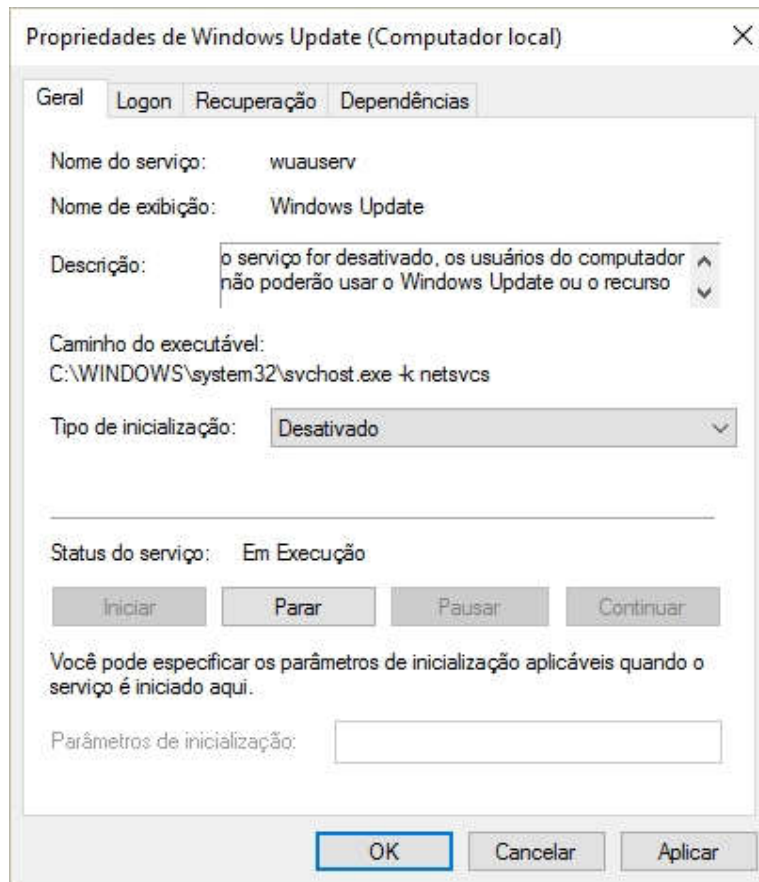 Propriedades de Windows Update (Computador local)
Geral Logon Recuperação Dependências
Nome do serviço: wuauserv
Nome de exibição: Windows Update
Descrição: o serviço for desativado, os usuários do computador
não poderão usar o Windows Update ou o recurso
Caminho do executável:
C:\WINDOWS\system32\svchost.exe -k netsvcs
Tipo de inicialização: Desativado
Status do serviço: Em Execução
Iniciar Parar Pausar Continuar
Você pode especificar os parâmetros de inicialização aplicáveis quando o
serviço é iniciado aqui.
Parâmetros de inicialização:
OK Cancelar Aplicar